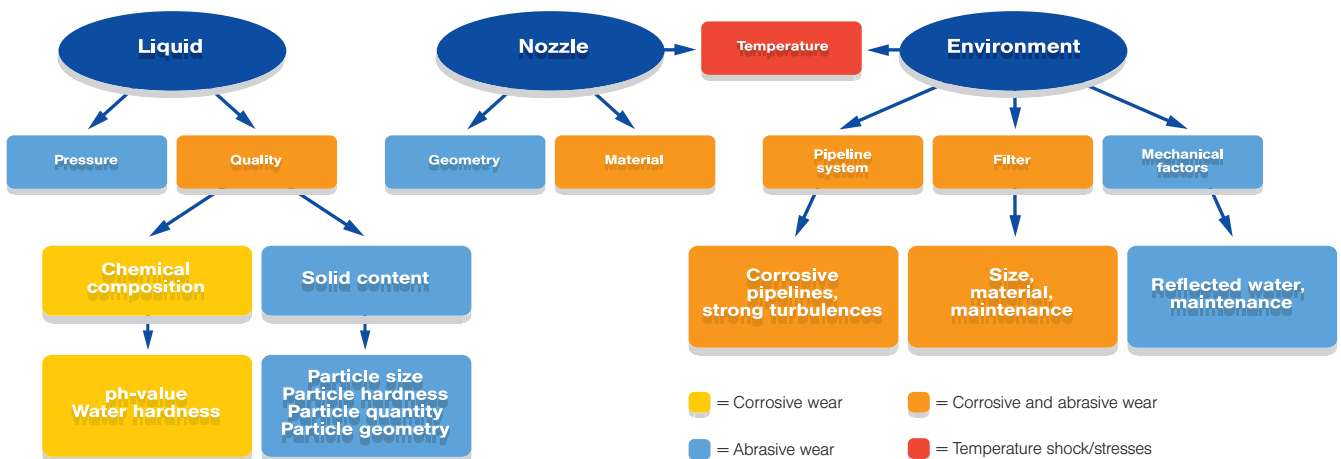 Liquid
Nozzle
Temperature
Environment
Pressure
Quality
Geometry
Material
Pipeline
system
Filter
Mechanical
factors
Chemical
composition
Solid content
Corrosive
pipelines,
strong turbulences
Size,
material,
maintenance
Reflected water,
maintenance
ph-value
Water hardness
Particle size
Particle hardness
Particle quantity
Particle geometry
= Corrosive wear
= Corrosive and abrasive wear
= Abrasive wear
= Temperature shock/stresses